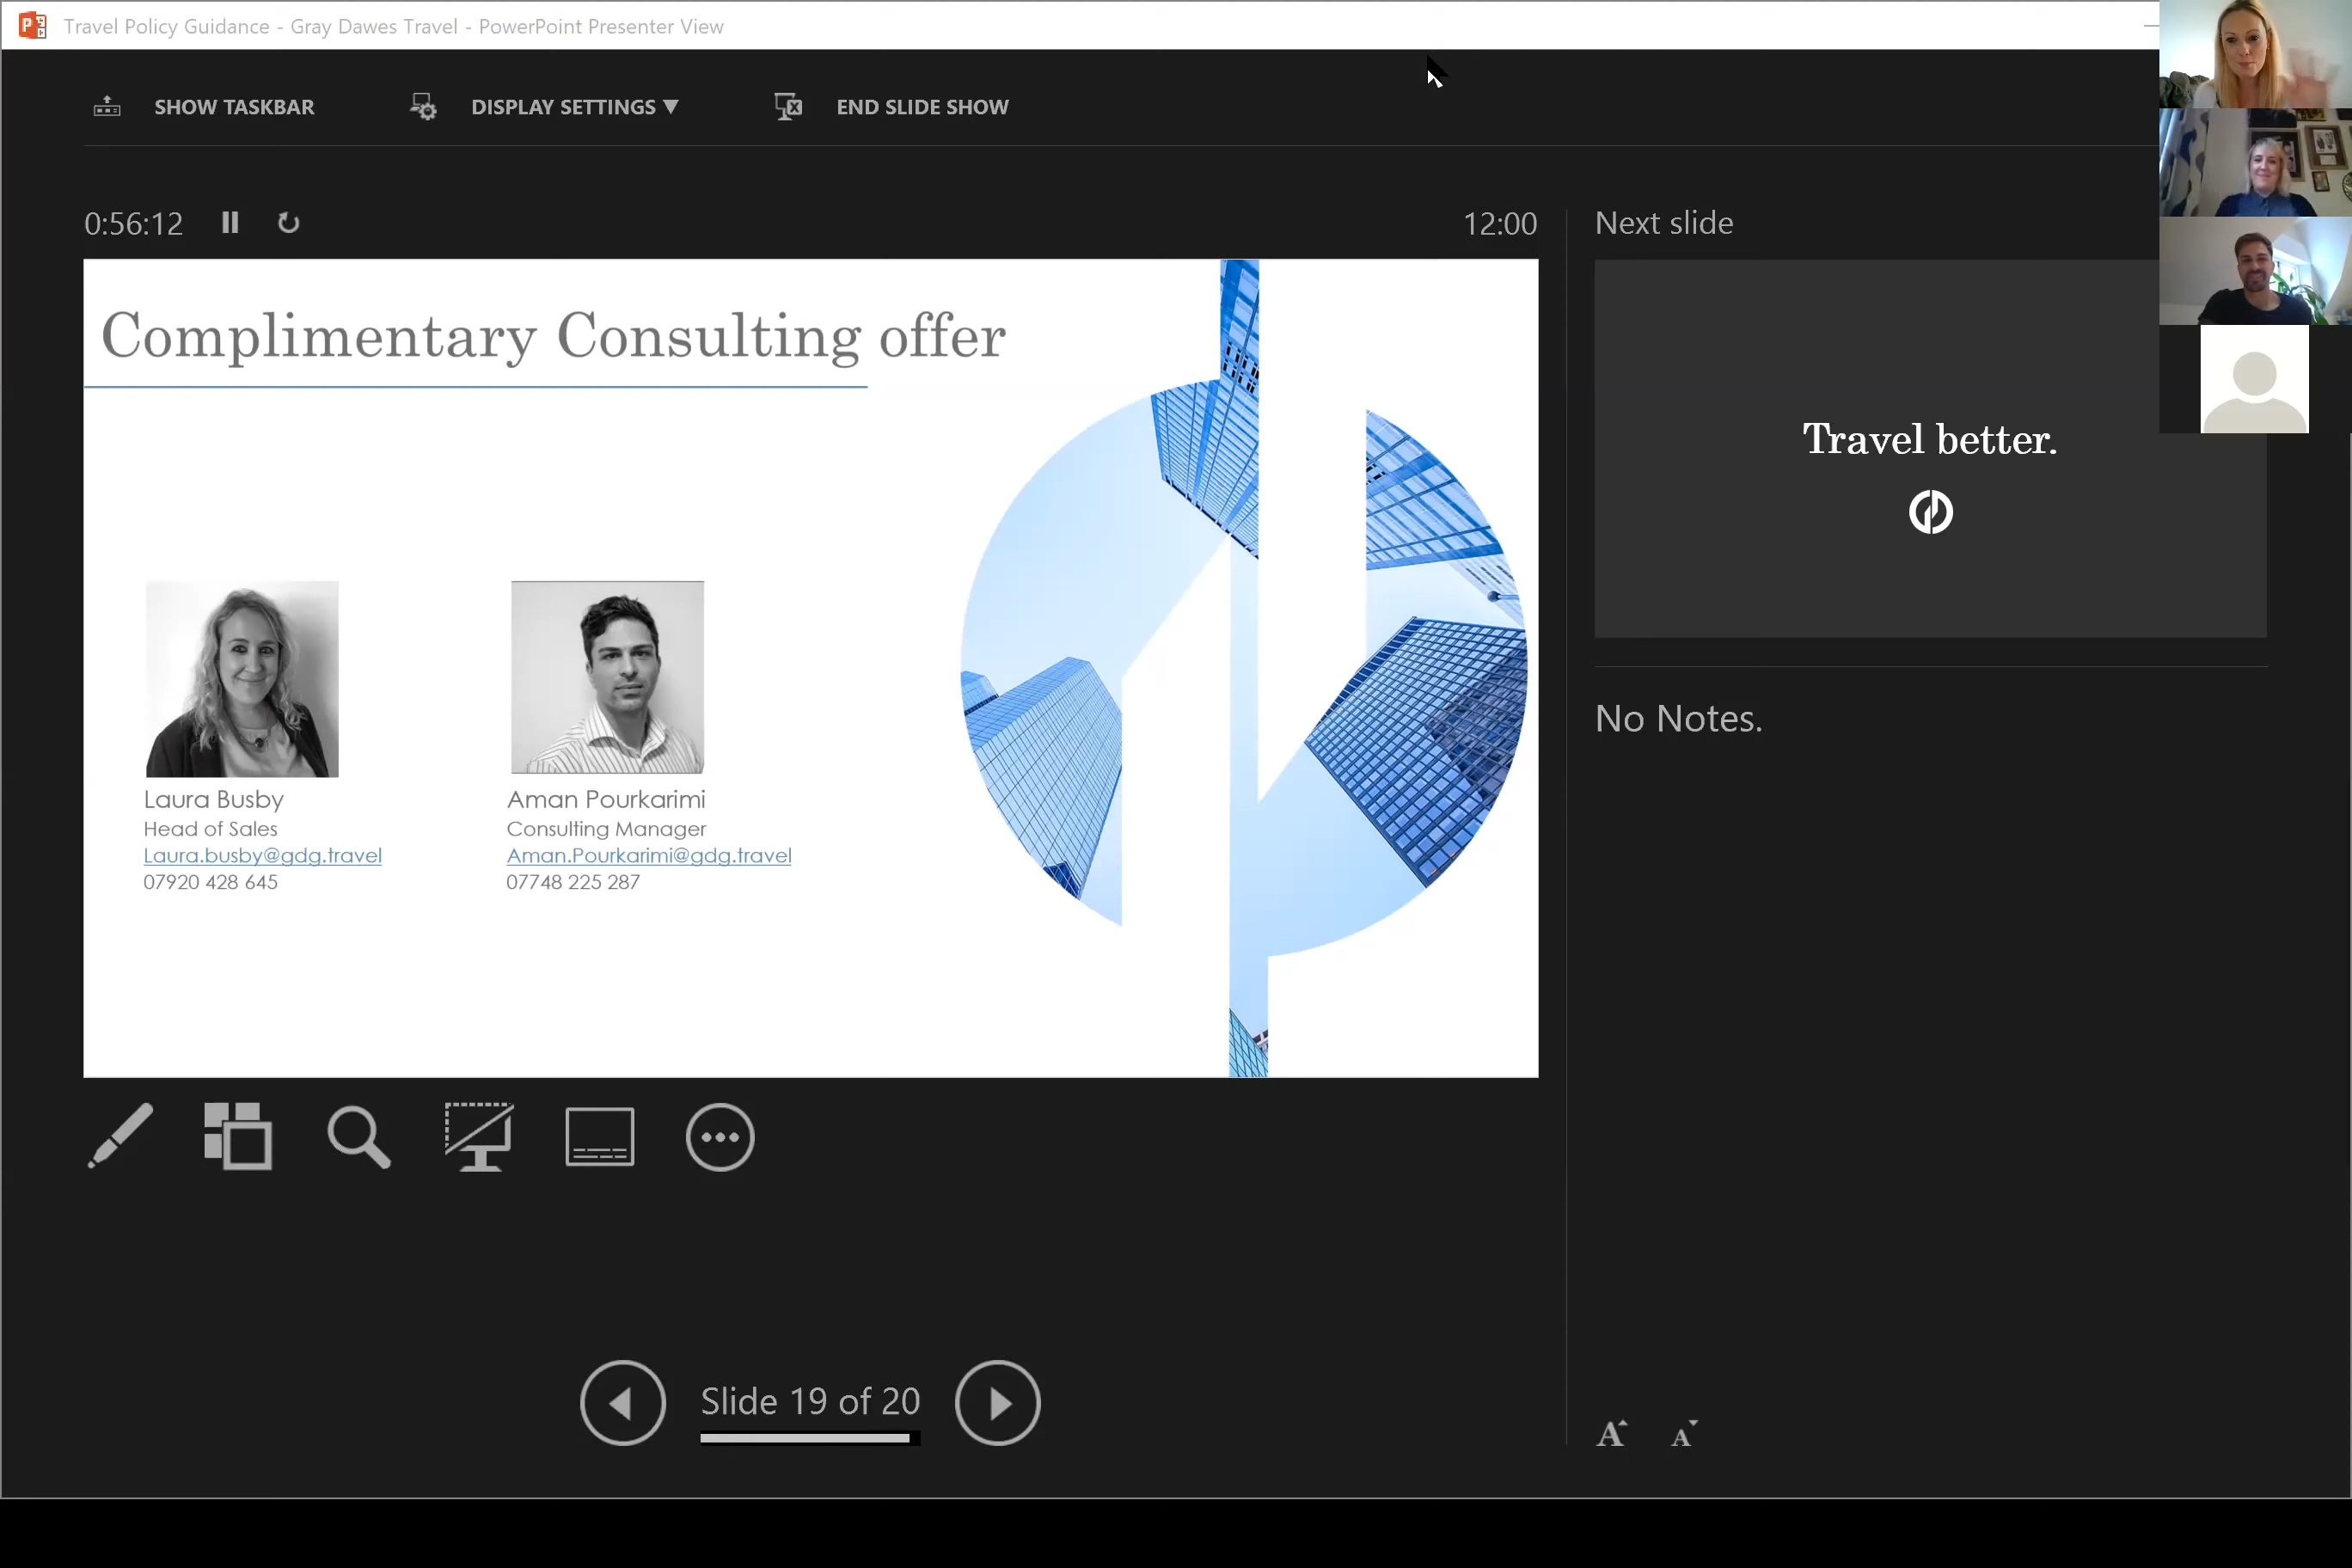 Travel Policy Guidance - Gray Dawes Travel - PowerPoint Presenter View
SHOW TASKBAR
DISPLAY SETTINGS ▼
END SLIDE SHOW
0:56:12
12:00
Next slide
Complimentary Consulting offer
Travel better.
Laura Busby
Head of Sales
Laura.busby@gdg.travel
07920 428 645
Aman Pourkarimi
Consulting Manager
Aman.Pourkarimi@gdg.travel
07748 225 287
No Notes.
Slide 19 of 20
A A